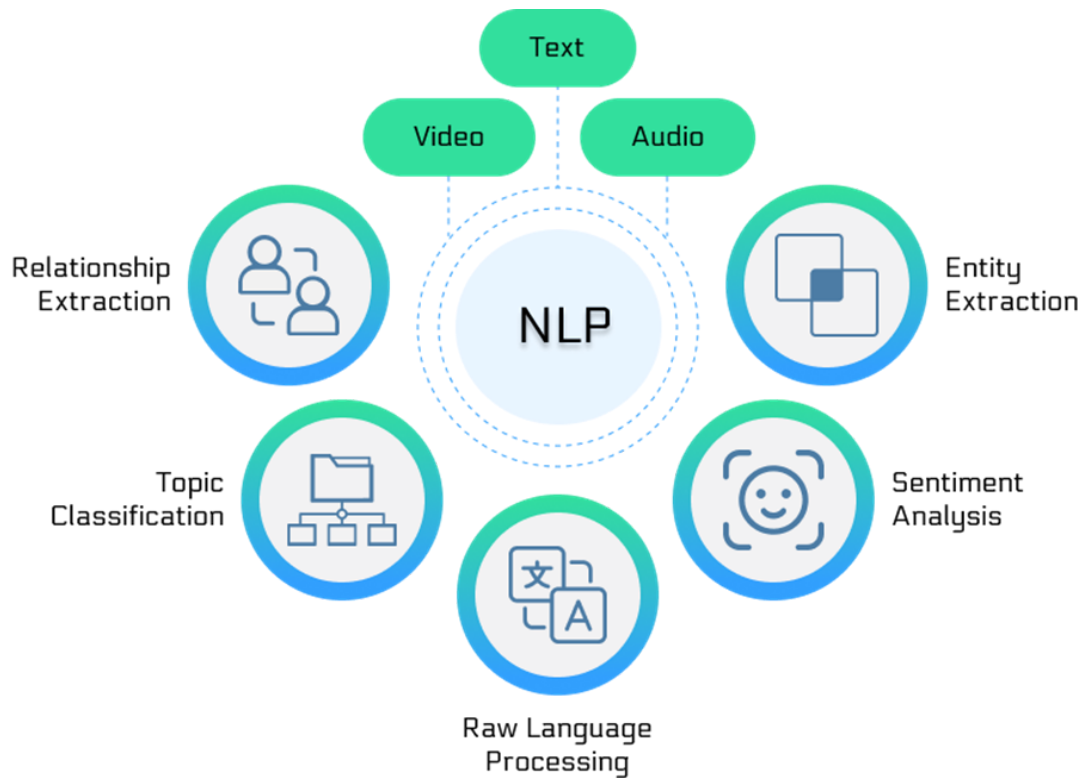 Text
Video
Audio
NLP
Relationship
Extraction
Entity
Extraction
Topic
Classification
Sentiment
Analysis
文
A
Raw Language
Processing